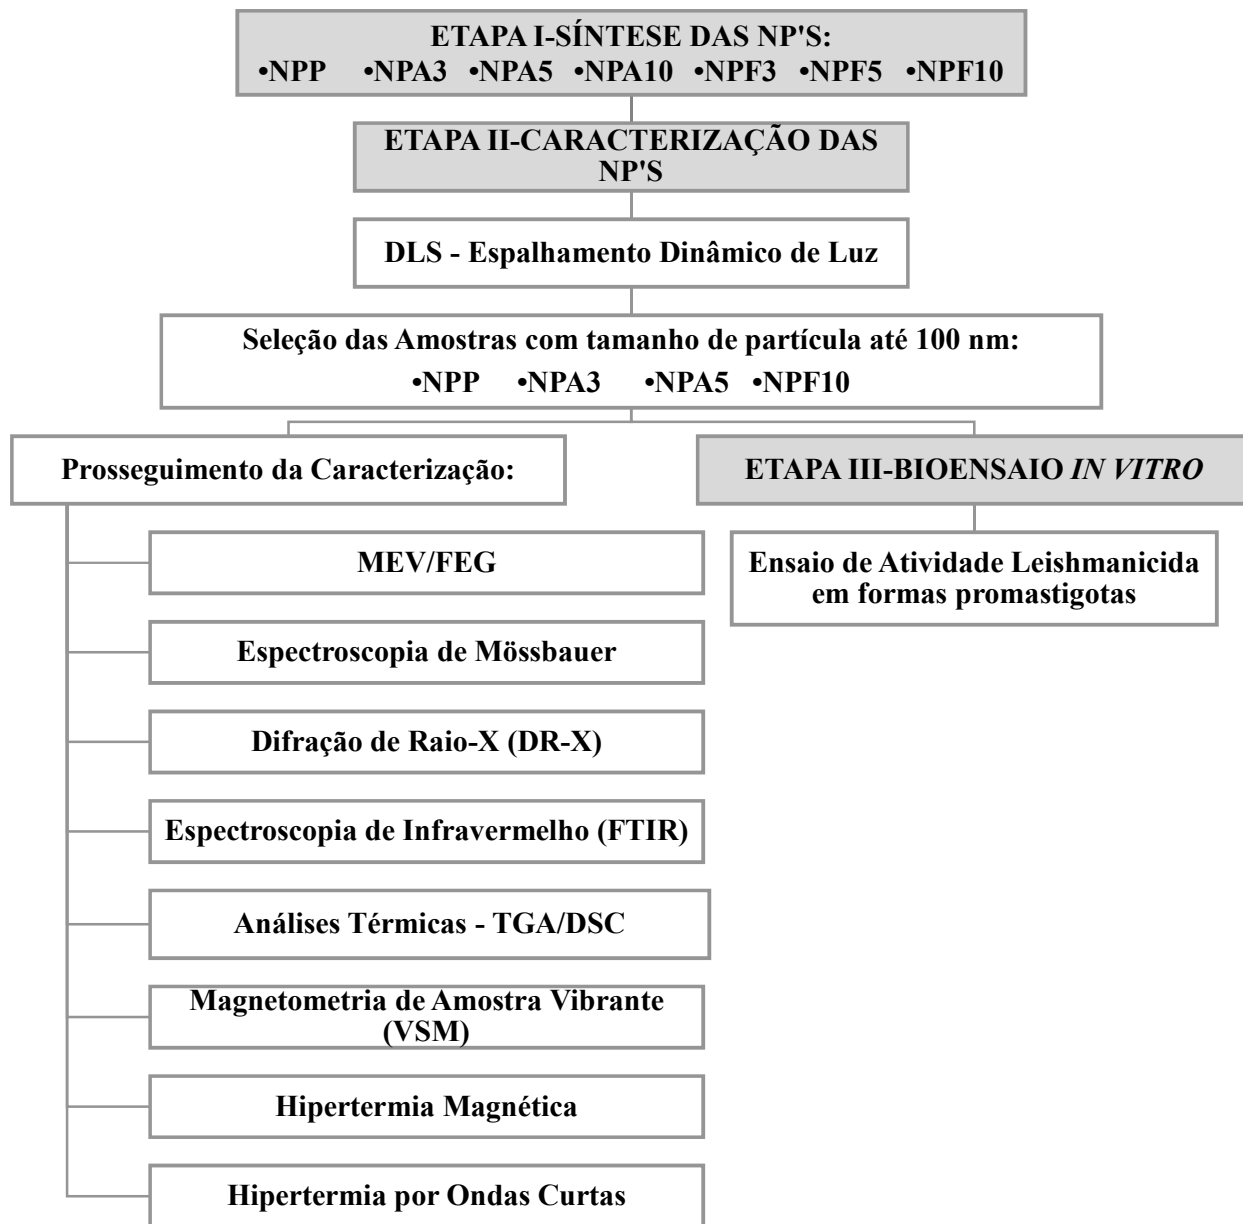 ETAPA I-SÍNTESE DAS NP'S:
•NPP •NPA3 •NPA5 •NPA10 •NPF3 •NPF5 •NPF10
ETAPA II-CARACTERIZAÇÃO DAS
NP'S
DLS - Espalhamento Dinâmico de Luz
Seleção das Amostras com tamanho de partícula até 100 nm:
•NPP •NPA3 •NPA5 •NPF10
Prosseguimento da Caracterização:
MEV/FEG
Espectroscopia de Mössbauer
Difração de Raio-X (DR-X)
Espectroscopia de Infravermelho (FTIR)
Análises Térmicas - TGA/DSC
Magnetometria de Amostra Vibrante
(VSM)
Hipertermia Magnética
Hipertermia por Ondas Curtas
ETAPA III-BIOENSAIO IN VITRO
Ensaio de Atividade Leishmanicida
em formas promastigotas